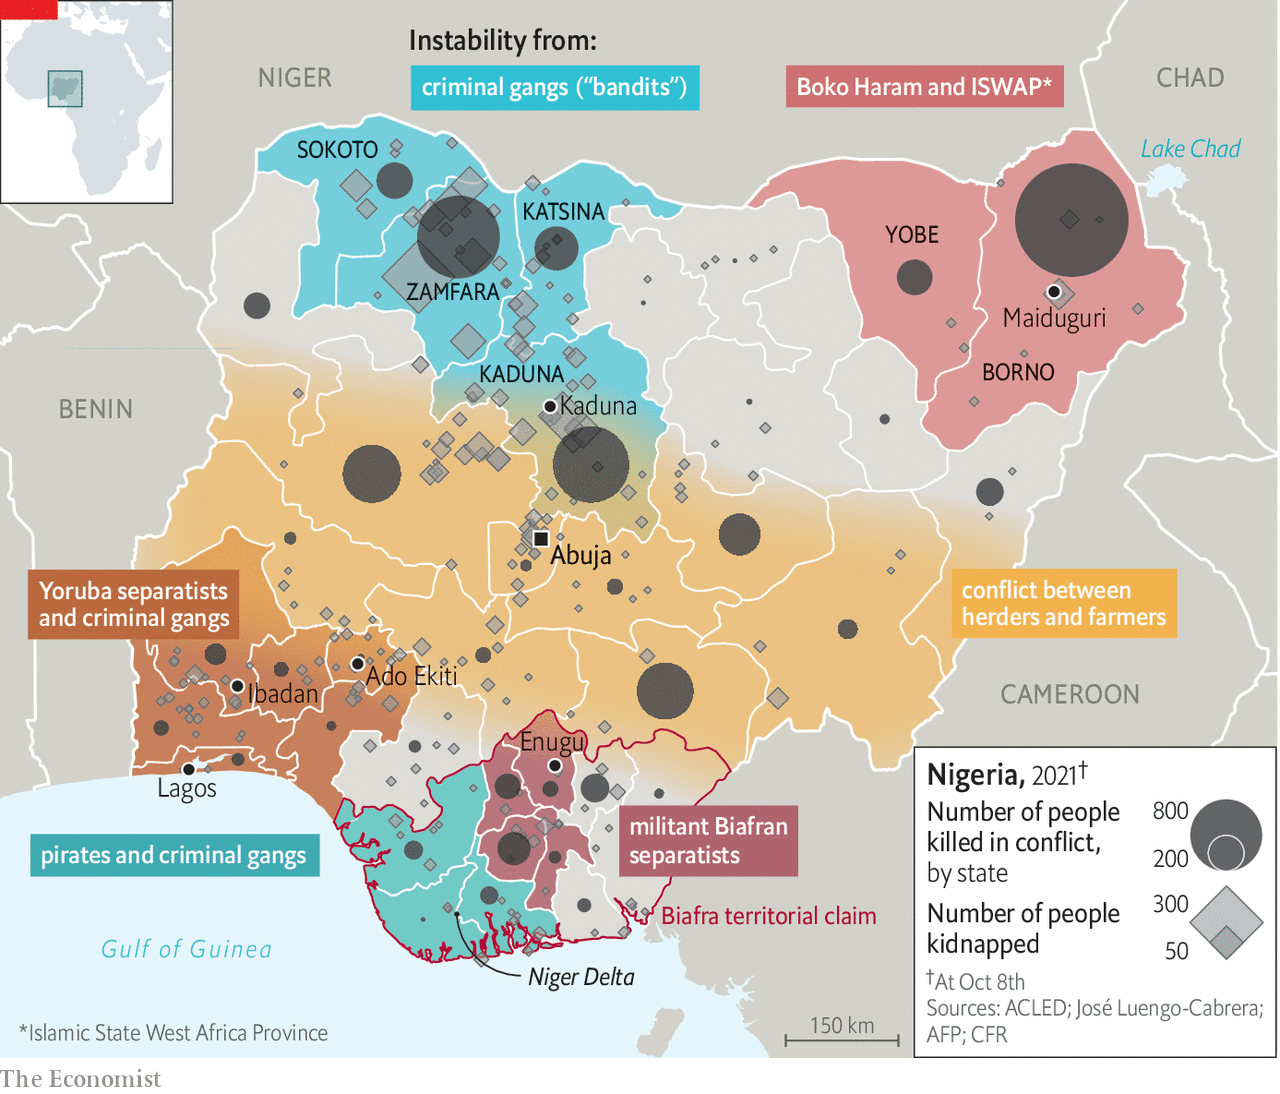 Instability from:
criminal gangs (“bandits”)
Boko Haram and ISWAP*
NIGER
CHAD
Lake Chad
SOKOTO
KATSINA
YOBE
ZAMFARA
Maiduguri
BORNO
KADUNA
Kaduna
BENIN
Abuja
Yoruba separatists
and criminal gangs
conflict between
herders and farmers
Ibadan
Ado Ekiti
CAMEROON
Enugu
Lagos
pirates and criminal gangs
militant Biafran
separatists
Biafra territorial claim
Gulf of Guinea
Niger Delta
150 km
*Islamic State West Africa Province
Nigeria, 2021†
Number of people
killed in conflict,
by state
800
200
Number of people
kidnapped
300
50
†At Oct 8th
Sources: ACLED; José Luengo-Cabrera;
AFP; CFR
The Economist